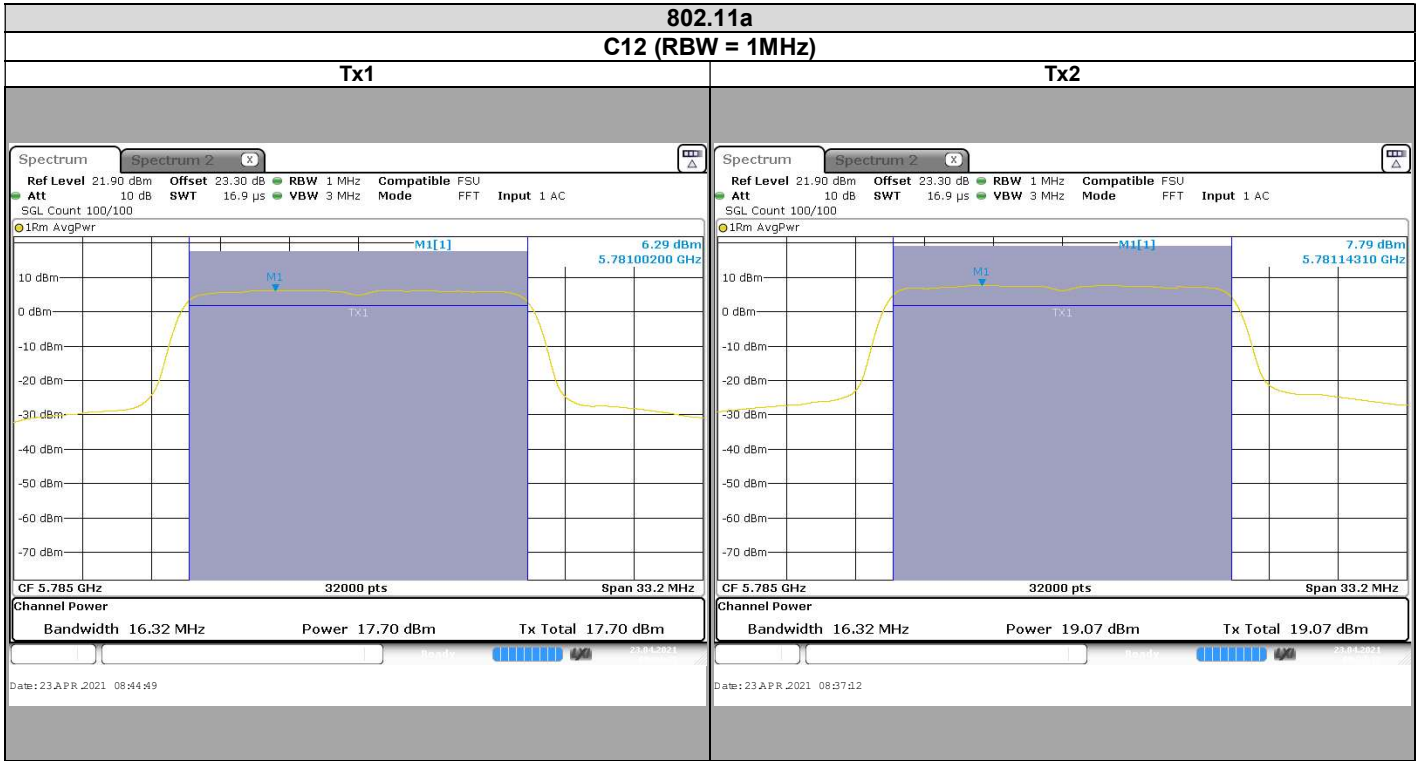 802.11a
C12 (RBW = 1MHz)
Tx1
Spectrum Spectrum 2 X
Ref Level 21.90 dBm Offset 23.30 dB RBW 1 MHz Compatible FSU
Att 10 dB SWT 16.9 µs VBW 3 MHz Mode FFT Input 1 AC
SGL Count 100/100
1Rm AvgPwr
M1[1] 6.29 dBm
5.78100200 GHz
M1
10 dBm
0 dBm
TX1
-10 dBm
-20 dBm
-30 dBm
-40 dBm
-50 dBm
-60 dBm
-70 dBm
CF 5.785 GHz 32000 pts Span 33.2 MHz
Channel Power
Bandwidth 16.32 MHz Power 17.70 dBm Tx Total 17.70 dBm
Ready 23.04.2021
Date: 23.APR.2021 08:44:49
Tx2
Spectrum Spectrum 2 X
Ref Level 21.90 dBm Offset 23.30 dB RBW 1 MHz Compatible FSU
Att 10 dB SWT 16.9 µs VBW 3 MHz Mode FFT Input 1 AC
SGL Count 100/100
1Rm AvgPwr
M1[1] 7.79 dBm
5.78114310 GHz
M1
10 dBm
0 dBm
TX1
-10 dBm
-20 dBm
-30 dBm
-40 dBm
-50 dBm
-60 dBm
-70 dBm
CF 5.785 GHz 32000 pts Span 33.2 MHz
Channel Power
Bandwidth 16.32 MHz Power 19.07 dBm Tx Total 19.07 dBm
Ready 23.04.2021
Date: 23.APR.2021 08:37:12